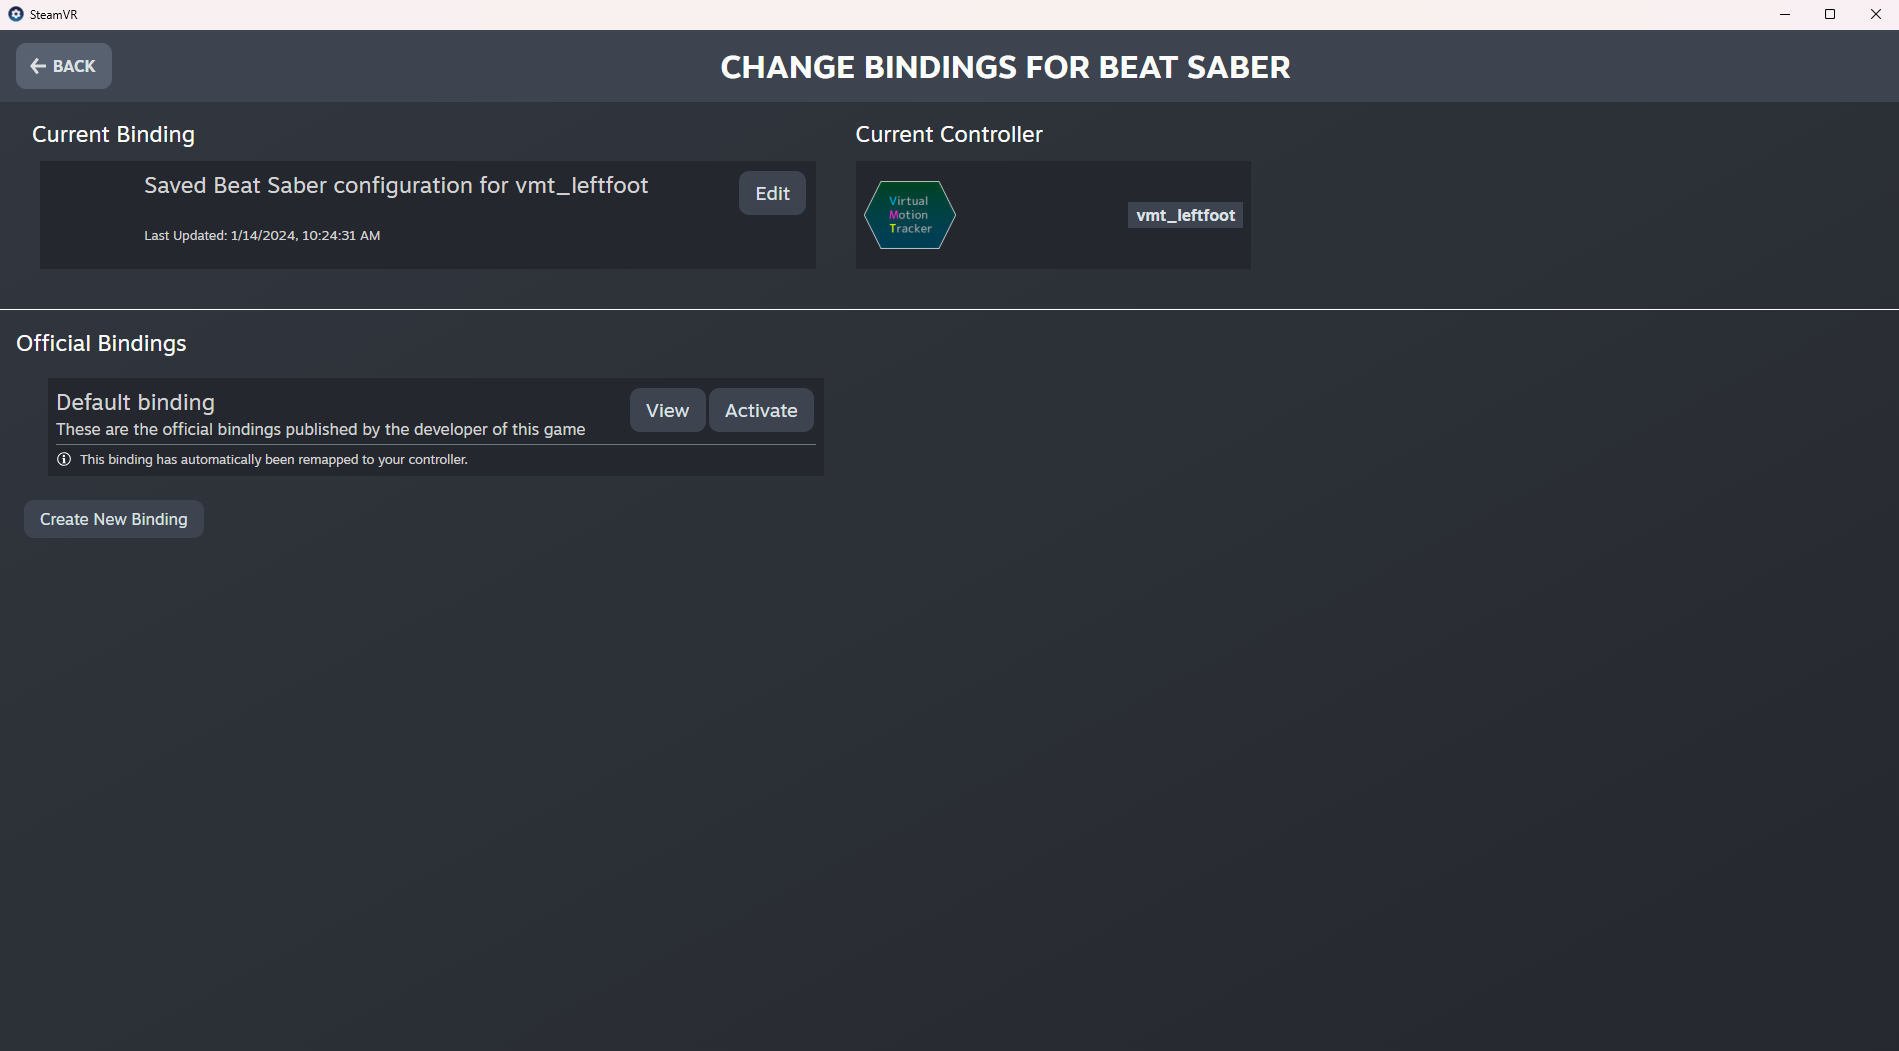 SteamVR
BACK
CHANGE BINDINGS FOR BEAT SABER
Current Binding
Saved Beat Saber configuration for vmt_leftfoot
Edit
Last Updated: 1/14/2024, 10:24:31 AM
Current Controller
Virtual
Motion
Tracker
vmt_leftfoot
Official Bindings
Default binding
These are the official bindings published by the developer of this game
View
Activate
This binding has automatically been remapped to your controller.
Create New Binding